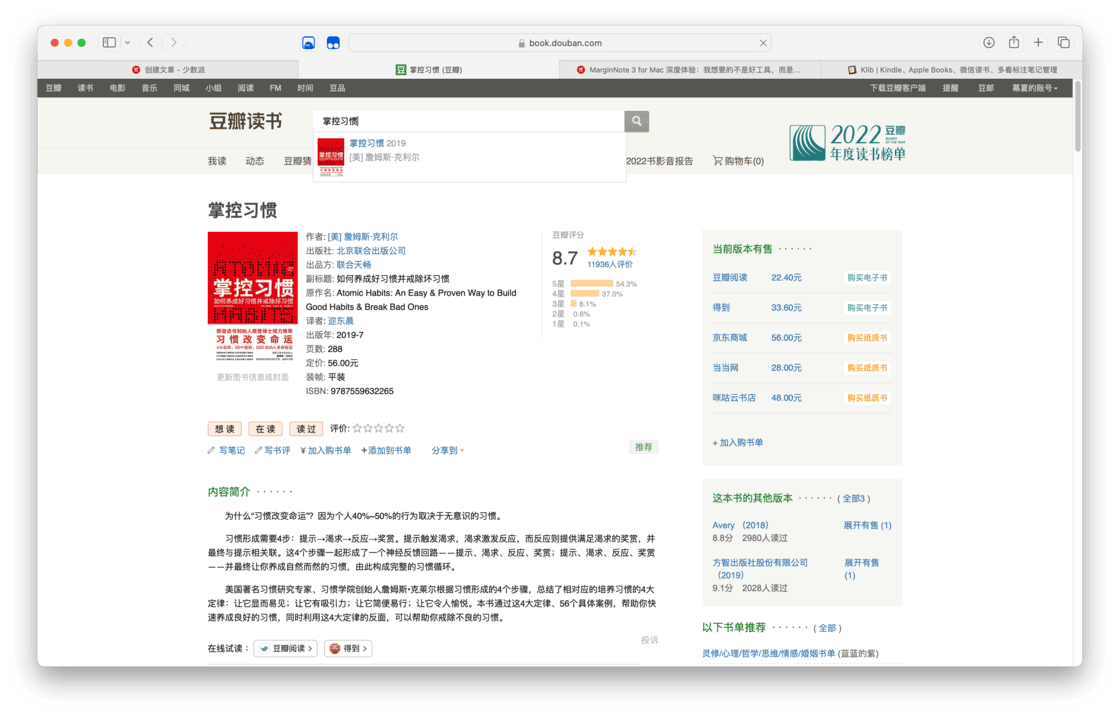 book.douban.com
创建文章 - 少数派
掌控习惯 (豆瓣)
MarginNote 3 for Mac 深度体验：我想要的不是好工具，而是...
Klib | Kindle、Apple Books、微信读书、多看标注笔记管理
豆瓣 读书 电影 音乐 同城 小组 阅读 FM 时间 豆品
下载豆瓣客户端 提醒 豆邮 幕夏的账号
豆瓣读书
掌控习惯
掌控习惯 2019
[美] 詹姆斯·克利尔
我读 动态 豆瓣猜
2022书影音报告 购物车(0)
2022 豆瓣
年度读书榜单
掌控习惯
ATOMIC
掌控习惯
如何养成好习惯并戒除坏习惯
HABITS
习惯改变命运
更新图书信息或封面
作者: [美] 詹姆斯·克利尔
出版社: 北京联合出版公司
出品方: 联合天畅
副标题: 如何养成好习惯并戒除坏习惯
原作名: Atomic Habits: An Easy & Proven Way to Build
Good Habits & Break Bad Ones
译者: 迩东晨
出版年: 2019-7
页数: 288
定价: 56.00元
装帧: 平装
ISBN: 9787559632265
豆瓣评分
8.7
11936人评价
5星 54.3%
4星 37.0%
3星 8.1%
2星 0.6%
1星 0.1%
想读 在读 读过 评价:
写笔记 写书评 ¥加入购书单 +添加到书单 分享到
推荐
内容简介 · · · · · ·
为什么“习惯改变命运”？因为个人40%~50%的行为取决于无意识的习惯。
习惯形成需要4步：提示→渴求→反应→奖赏。提示触发渴求，渴求激发反应，而反应则提供满足渴求的奖赏，并
最终与提示相关联。这4个步骤一起形成了一个神经反馈回路——提示、渴求、反应、奖赏；提示、渴求、反应、奖赏
——并最终让你养成自然而然的习惯，由此构成完整的习惯循环。
美国著名习惯研究专家、习惯学院创始人詹姆斯·克莱尔根据习惯形成的4个步骤，总结了相对应的培养习惯的4大
定律：让它显而易见；让它有吸引力；让它简便易行；让它令人愉悦。本书通过这4大定律、56个具体案例，帮助你快
速养成良好的习惯，同时利用这4大定律的反面，可以帮助你戒除不良的习惯。
投诉
在线试读： 豆瓣阅读 得到
当前版本有售 · · · · · ·
豆瓣阅读 22.40元 购买电子书
得到 33.60元 购买电子书
京东商城 56.00元 购买纸质书
当当网 28.00元 购买纸质书
咪咕云书店 48.00元 购买纸质书
+ 加入购书单
这本书的其他版本 · · · · · · ( 全部3 )
Avery （2018） 展开有售 (1)
8.8分 2980人读过
方智出版社股份有限公司 展开有售
（2019） (1)
9.1分 2028人读过
以下书单推荐 · · · · · · ( 全部 )
灵修/心理/哲学/思维/情感/婚姻书单 (蓝蓝的紫)